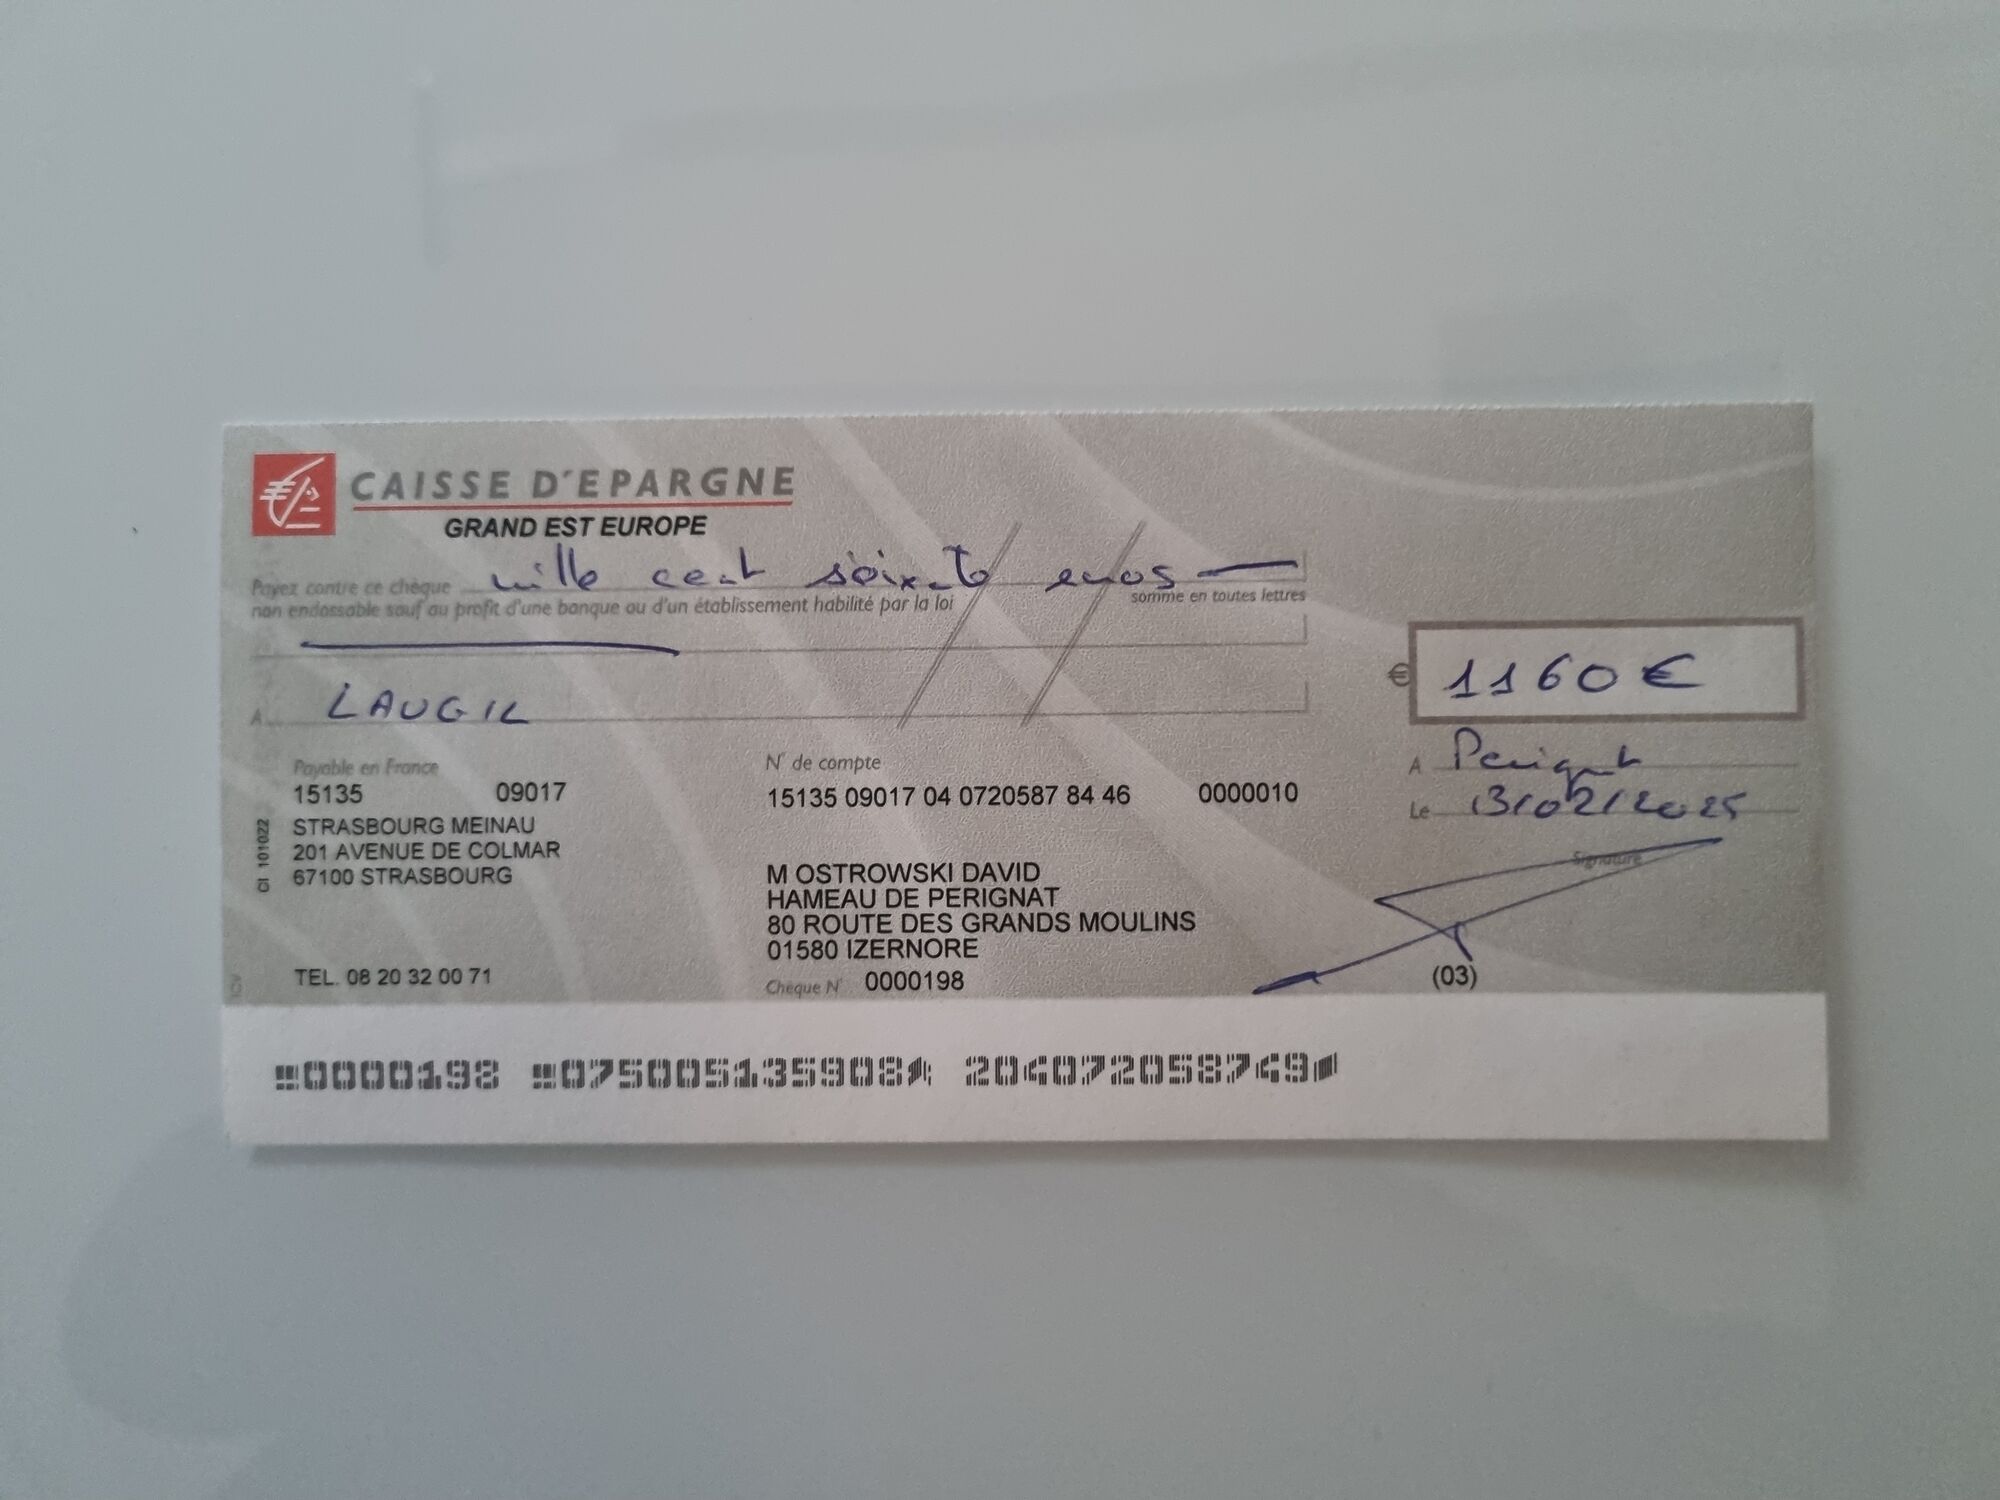 CAISSE D'EPARGNE
GRAND EST EUROPE
Payez contre ce chèque mille cent soixante euros
non endossable sauf au profit d'une banque ou d'un établissement habilité par la loi
somme en toutes lettres
€ 1160 €
A LAUGIL
A Perignat
Le 13/02/2025
Payable en France
15135 09017
STRASBOURG MEINAU
201 AVENUE DE COLMAR
67100 STRASBOURG
TEL. 08 20 32 00 71
GI 101022
N° de compte
15135 09017 04 0720587 84 46 0000010
M OSTROWSKI DAVID
HAMEAU DE PERIGNAT
80 ROUTE DES GRANDS MOULINS
01580 IZERNORE
Chèque N° 0000198
Signature
(03)
0000198 075005135908 204072058749